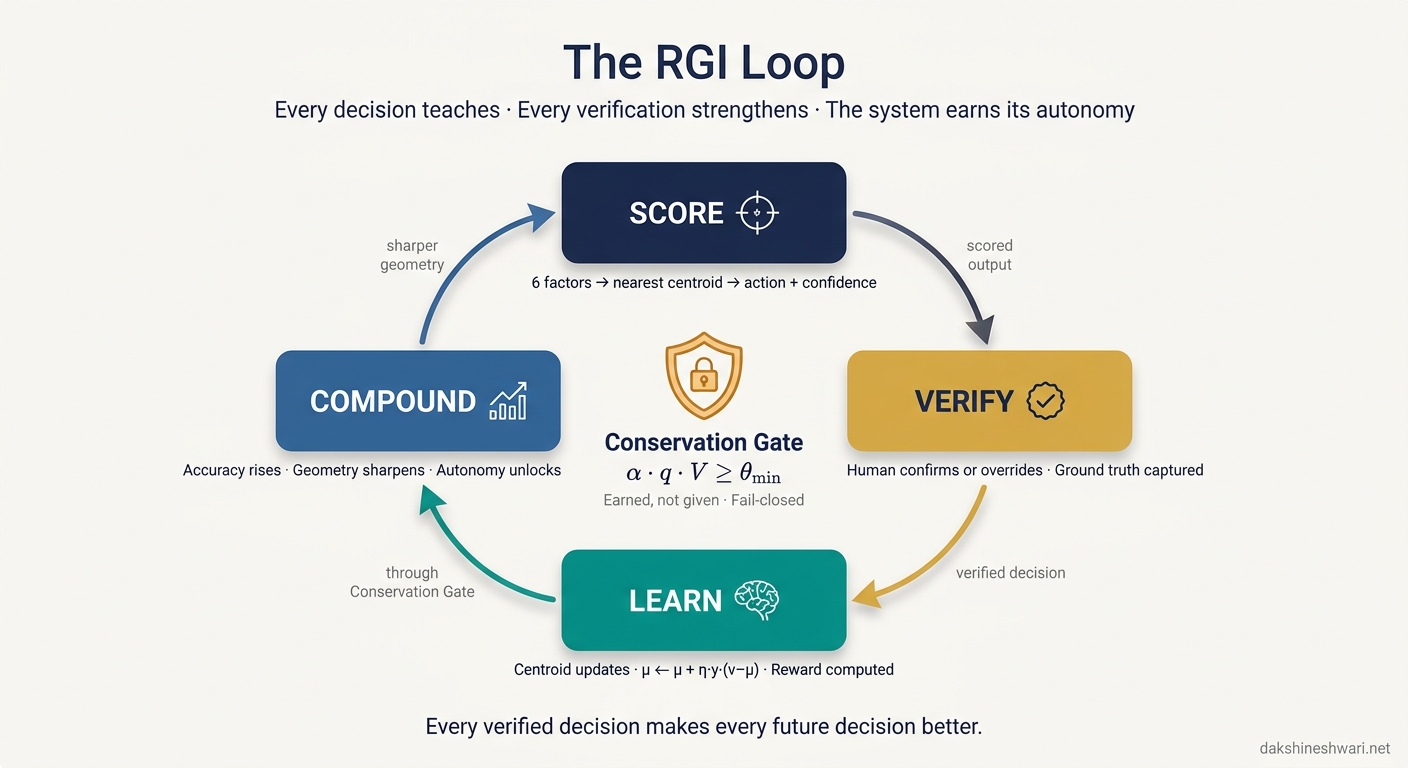 The RGI Loop
Every decision teaches · Every verification strengthens · The system earns its autonomy
SCORE
6 factors → nearest centroid → action + confidence
sharper
geometry
scored
output
COMPOUND
Accuracy rises · Geometry sharpens · Autonomy unlocks
Conservation Gate
α · q · V ≥ θmin
Earned, not given · Fail-closed
VERIFY
Human confirms or overrides · Ground truth captured
through
Conservation Gate
verified decision
LEARN
Centroid updates · μ ← μ + η·y·(v−μ) · Reward computed
Every verified decision makes every future decision better.
dakshineshwari.net